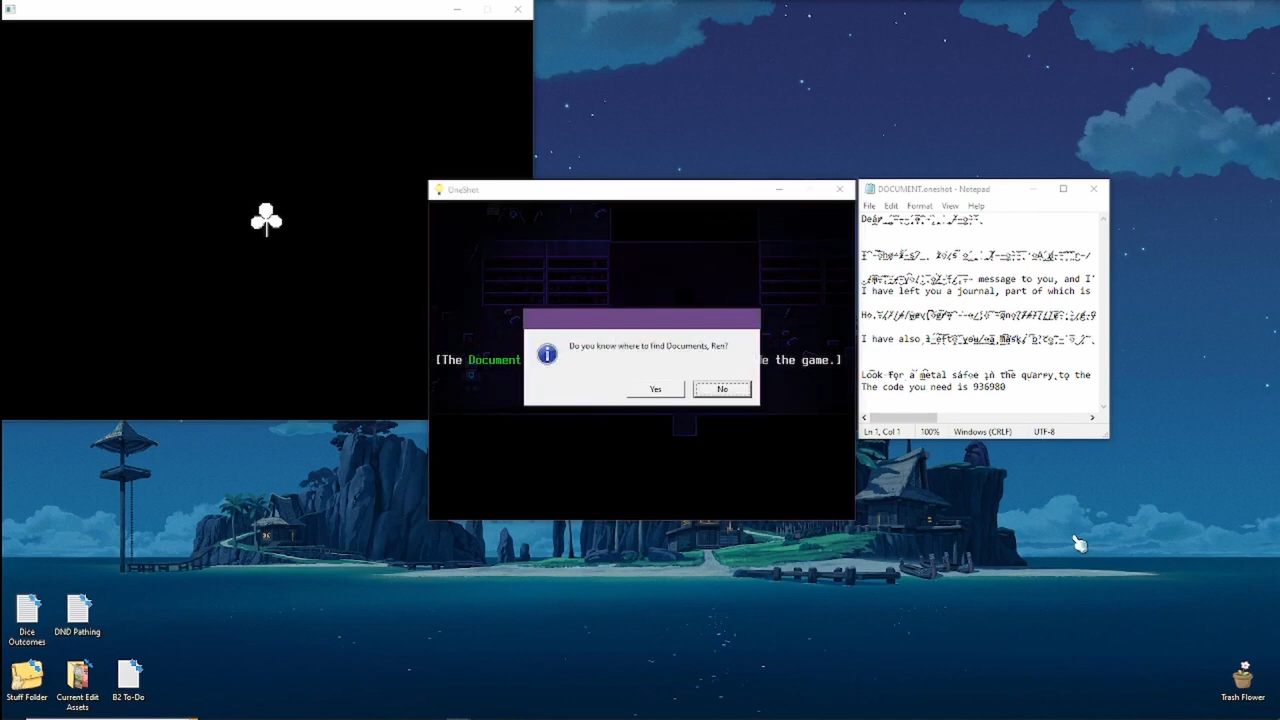 OneShot
[The Document
e the game.]
Do you know where to find Documents, Ren?
Yes
No
DOCUMENT.oneshot - Notepad
File Edit Format View Help
Dear
message to you, and I'
I have left you a journal, part of which is
I have also
Look for a metal safe in the quarry to the
The code you need is 936980
Ln 1, Col 1 100% Windows (CRLF) UTF-8
Dice
Outcomes
DND Pathing
Stuff Folder
Current Edit
Assets
B2 To-Do
Trash Flower